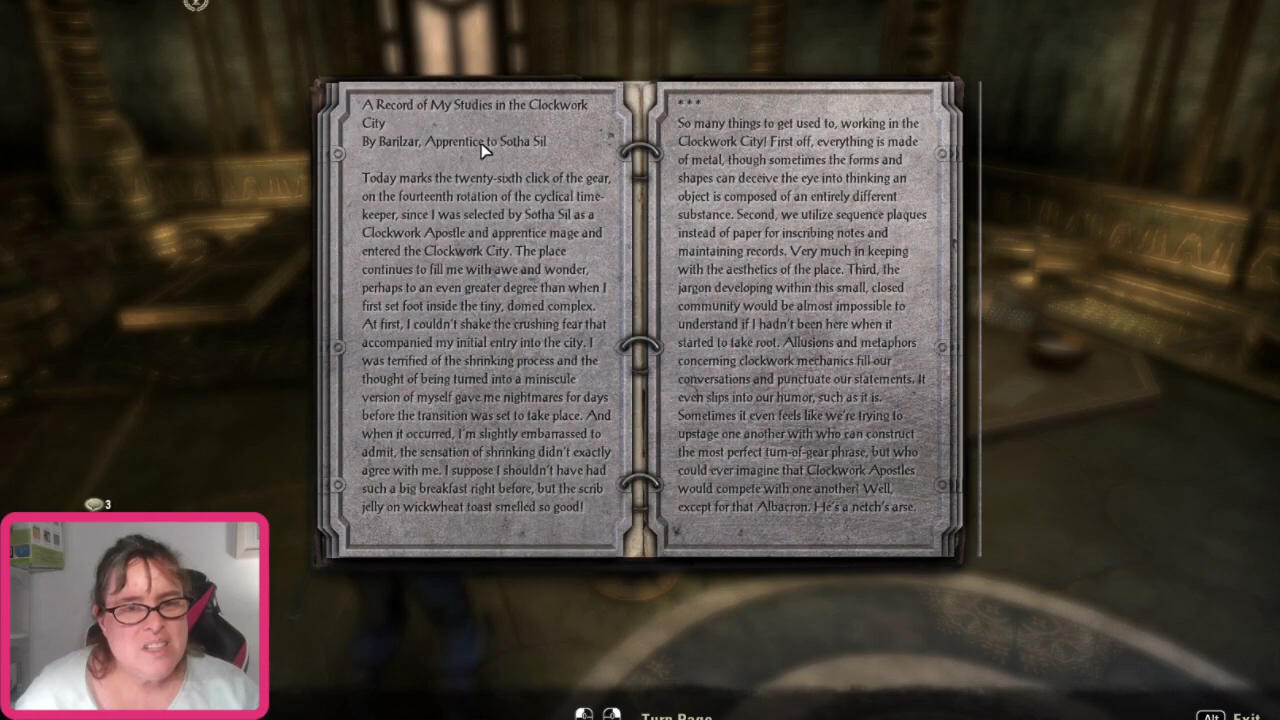 A Record of My Studies in the Clockwork
City
By Barilzar, Apprentice to Sotha Sil
Today marks the twenty-sixth click of the gear,
on the fourteenth rotation of the cyclical time-
keeper, since I was selected by Sotha Sil as a
Clockwork Apostle and apprentice mage and
entered the Clockwork City. The place
continues to fill me with awe and wonder,
perhaps to an even greater degree than when I
first set foot inside the tiny, domed complex.
At first, I couldn't shake the crushing fear that
accompanied my initial entry into the city. I
was terrified of the shrinking process and the
thought of being turned into a miniscule
version of myself gave me nightmares for days
before the transition was set to take place. And
when it occurred, I'm slightly embarrassed to
admit, the sensation of shrinking didn't exactly
agree with me. I suppose I shouldn't have had
such a big breakfast right before, but the scrib
jelly on wickwheat toast smelled so good!
* * *
So many things to get used to, working in the
Clockwork City! First off, everything is made
of metal, though sometimes the forms and
shapes can deceive the eye into thinking an
object is composed of an entirely different
substance. Second, we utilize sequence plaques
instead of paper for inscribing notes and
maintaining records. Very much in keeping
with the aesthetics of the place. Third, the
jargon developing within this small, closed
community would be almost impossible to
understand if I hadn't been here when it
started to take root. Allusions and metaphors
concerning clockwork mechanics fill our
conversations and punctuate our statements. It
even slips into our humor, such as it is.
Sometimes it even feels like we're trying to
upstage one another with who can construct
the most perfect turn-of-gear phrase, but who
could ever imagine that Clockwork Apostles
would compete with one another? Well,
except for that Albacron. He's a netch's arse.
3
Turn Page
Alt Exit